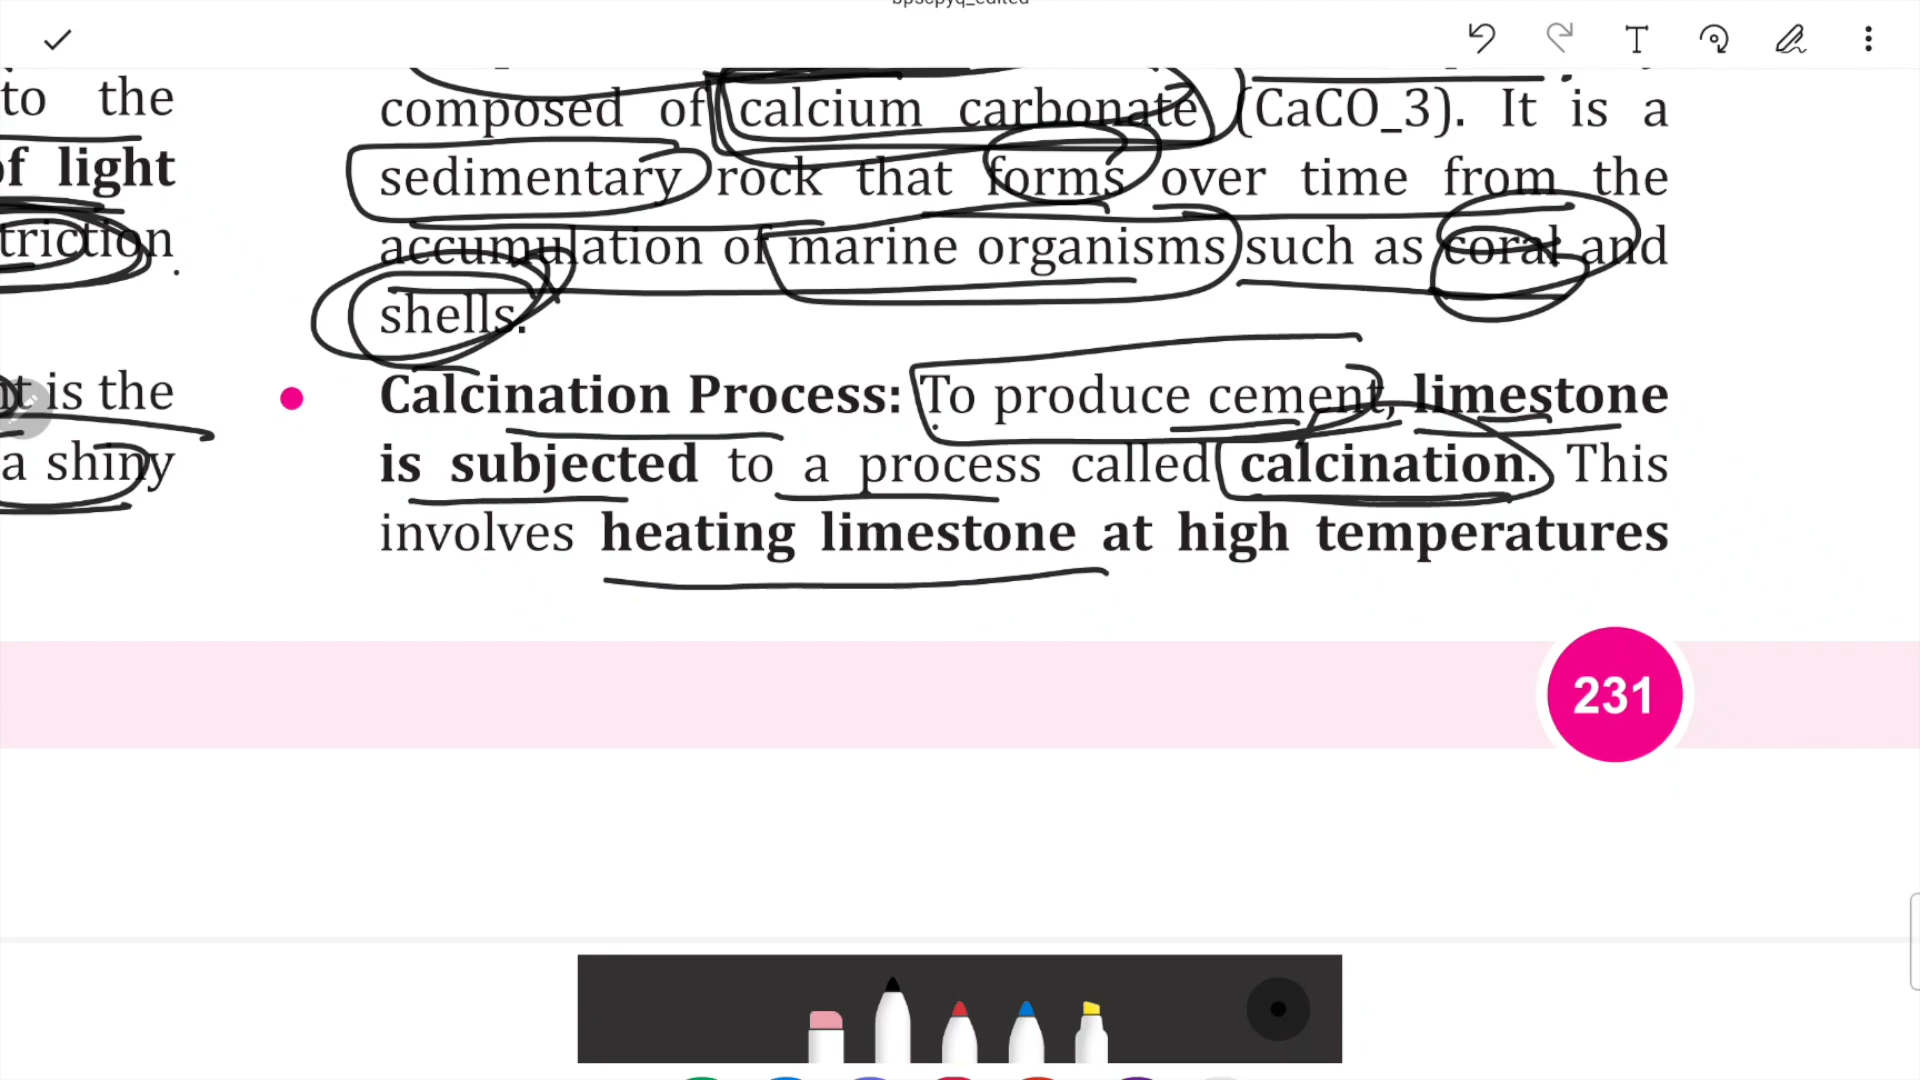 bpscpyq_edited
to the
of light
triction
nt is the
a shiny
composed of calcium carbonate (CaCO_3). It is a
sedimentary rock that forms over time from the
accumulation of marine organisms such as coral and
shells.
Calcination Process: To produce cement, limestone
is subjected to a process called calcination. This
involves heating limestone at high temperatures
231